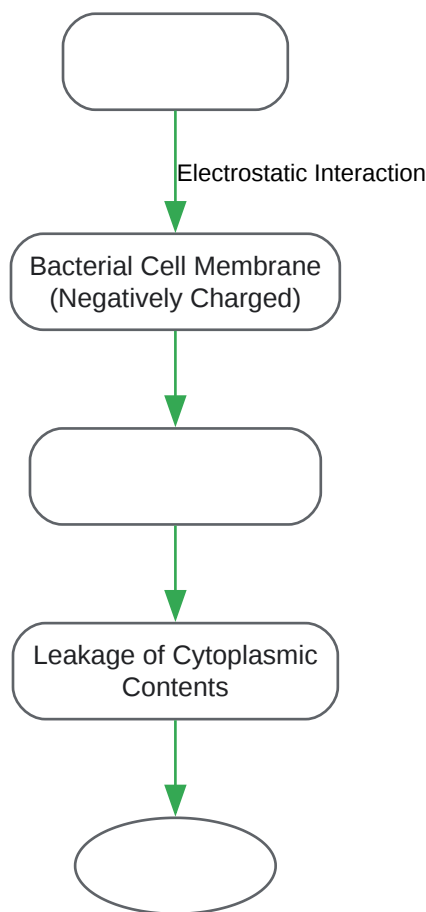 Electrostatic Interaction
Bacterial Cell Membrane
(Negatively Charged)
Leakage of Cytoplasmic
Contents